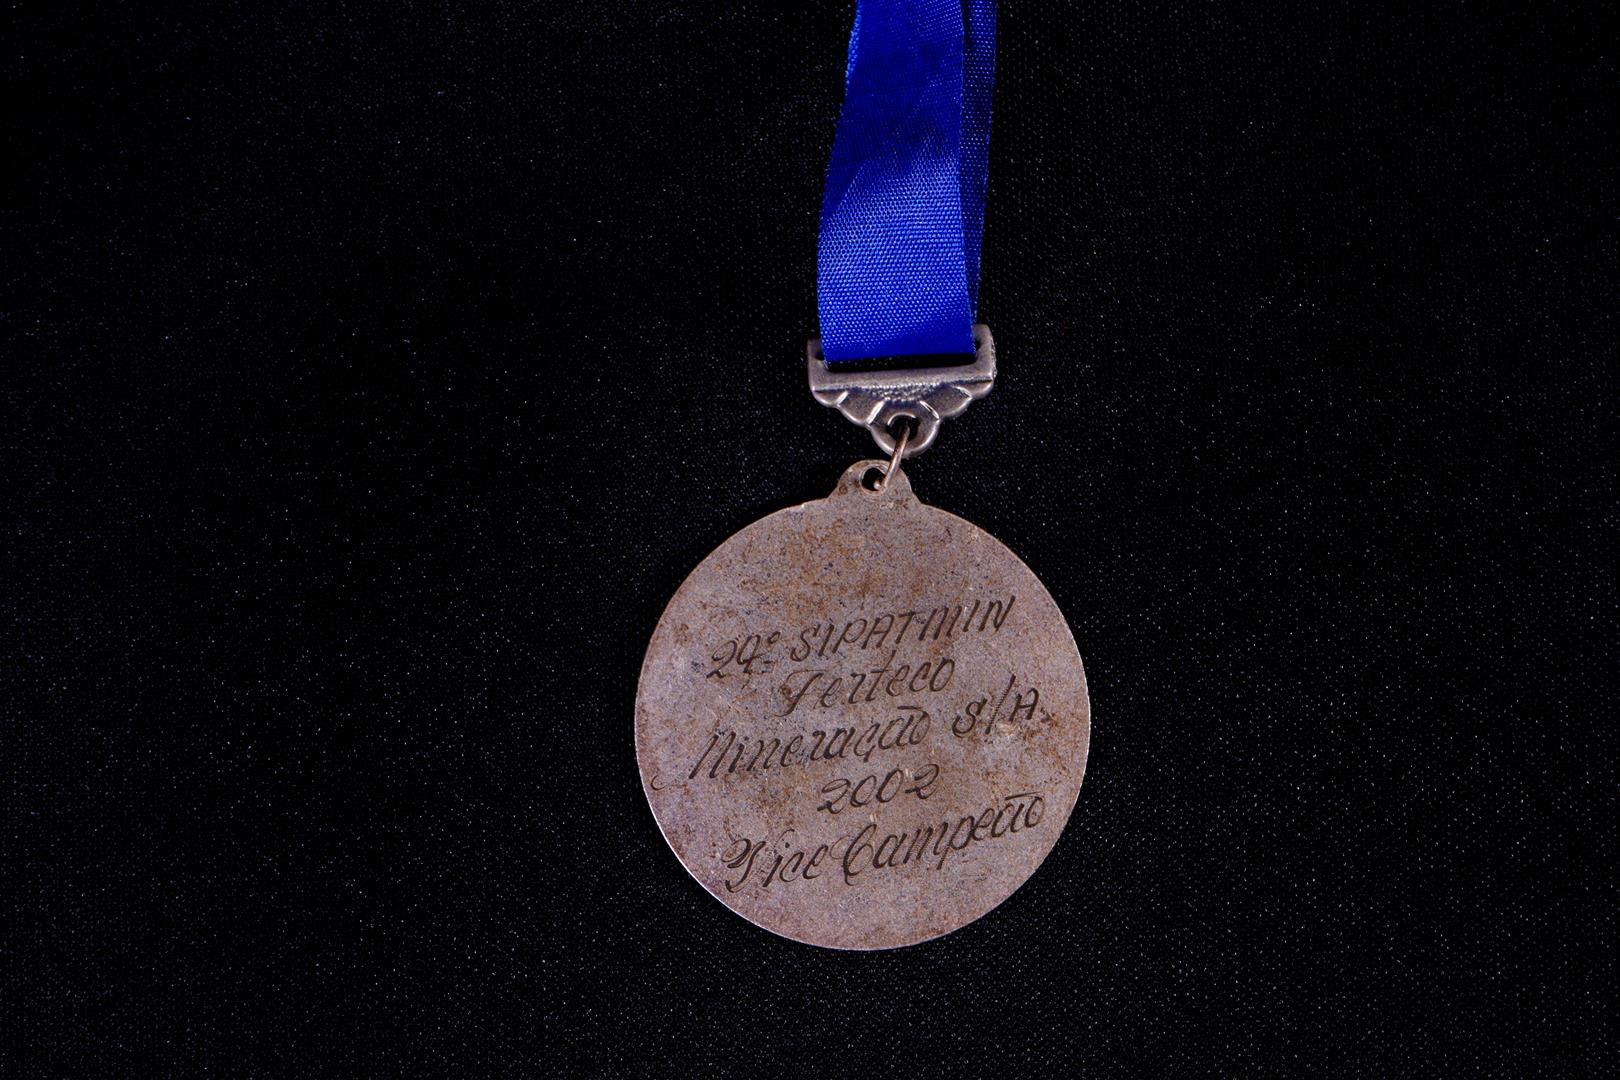 24º SIPATMIN
Ferteco
Mineração S/A.
2002
Vice Campeão